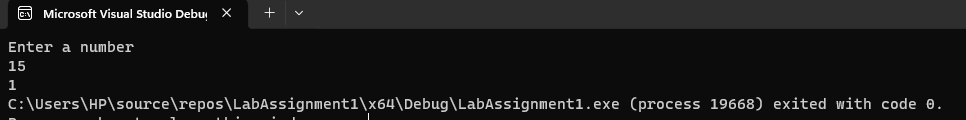 Microsoft Visual Studio Debug
Enter a number
15
1
C:\Users\HP\source\repos\LabAssignment1\x64\Debug\LabAssignment1.exe (process 19668) exited with code 0.